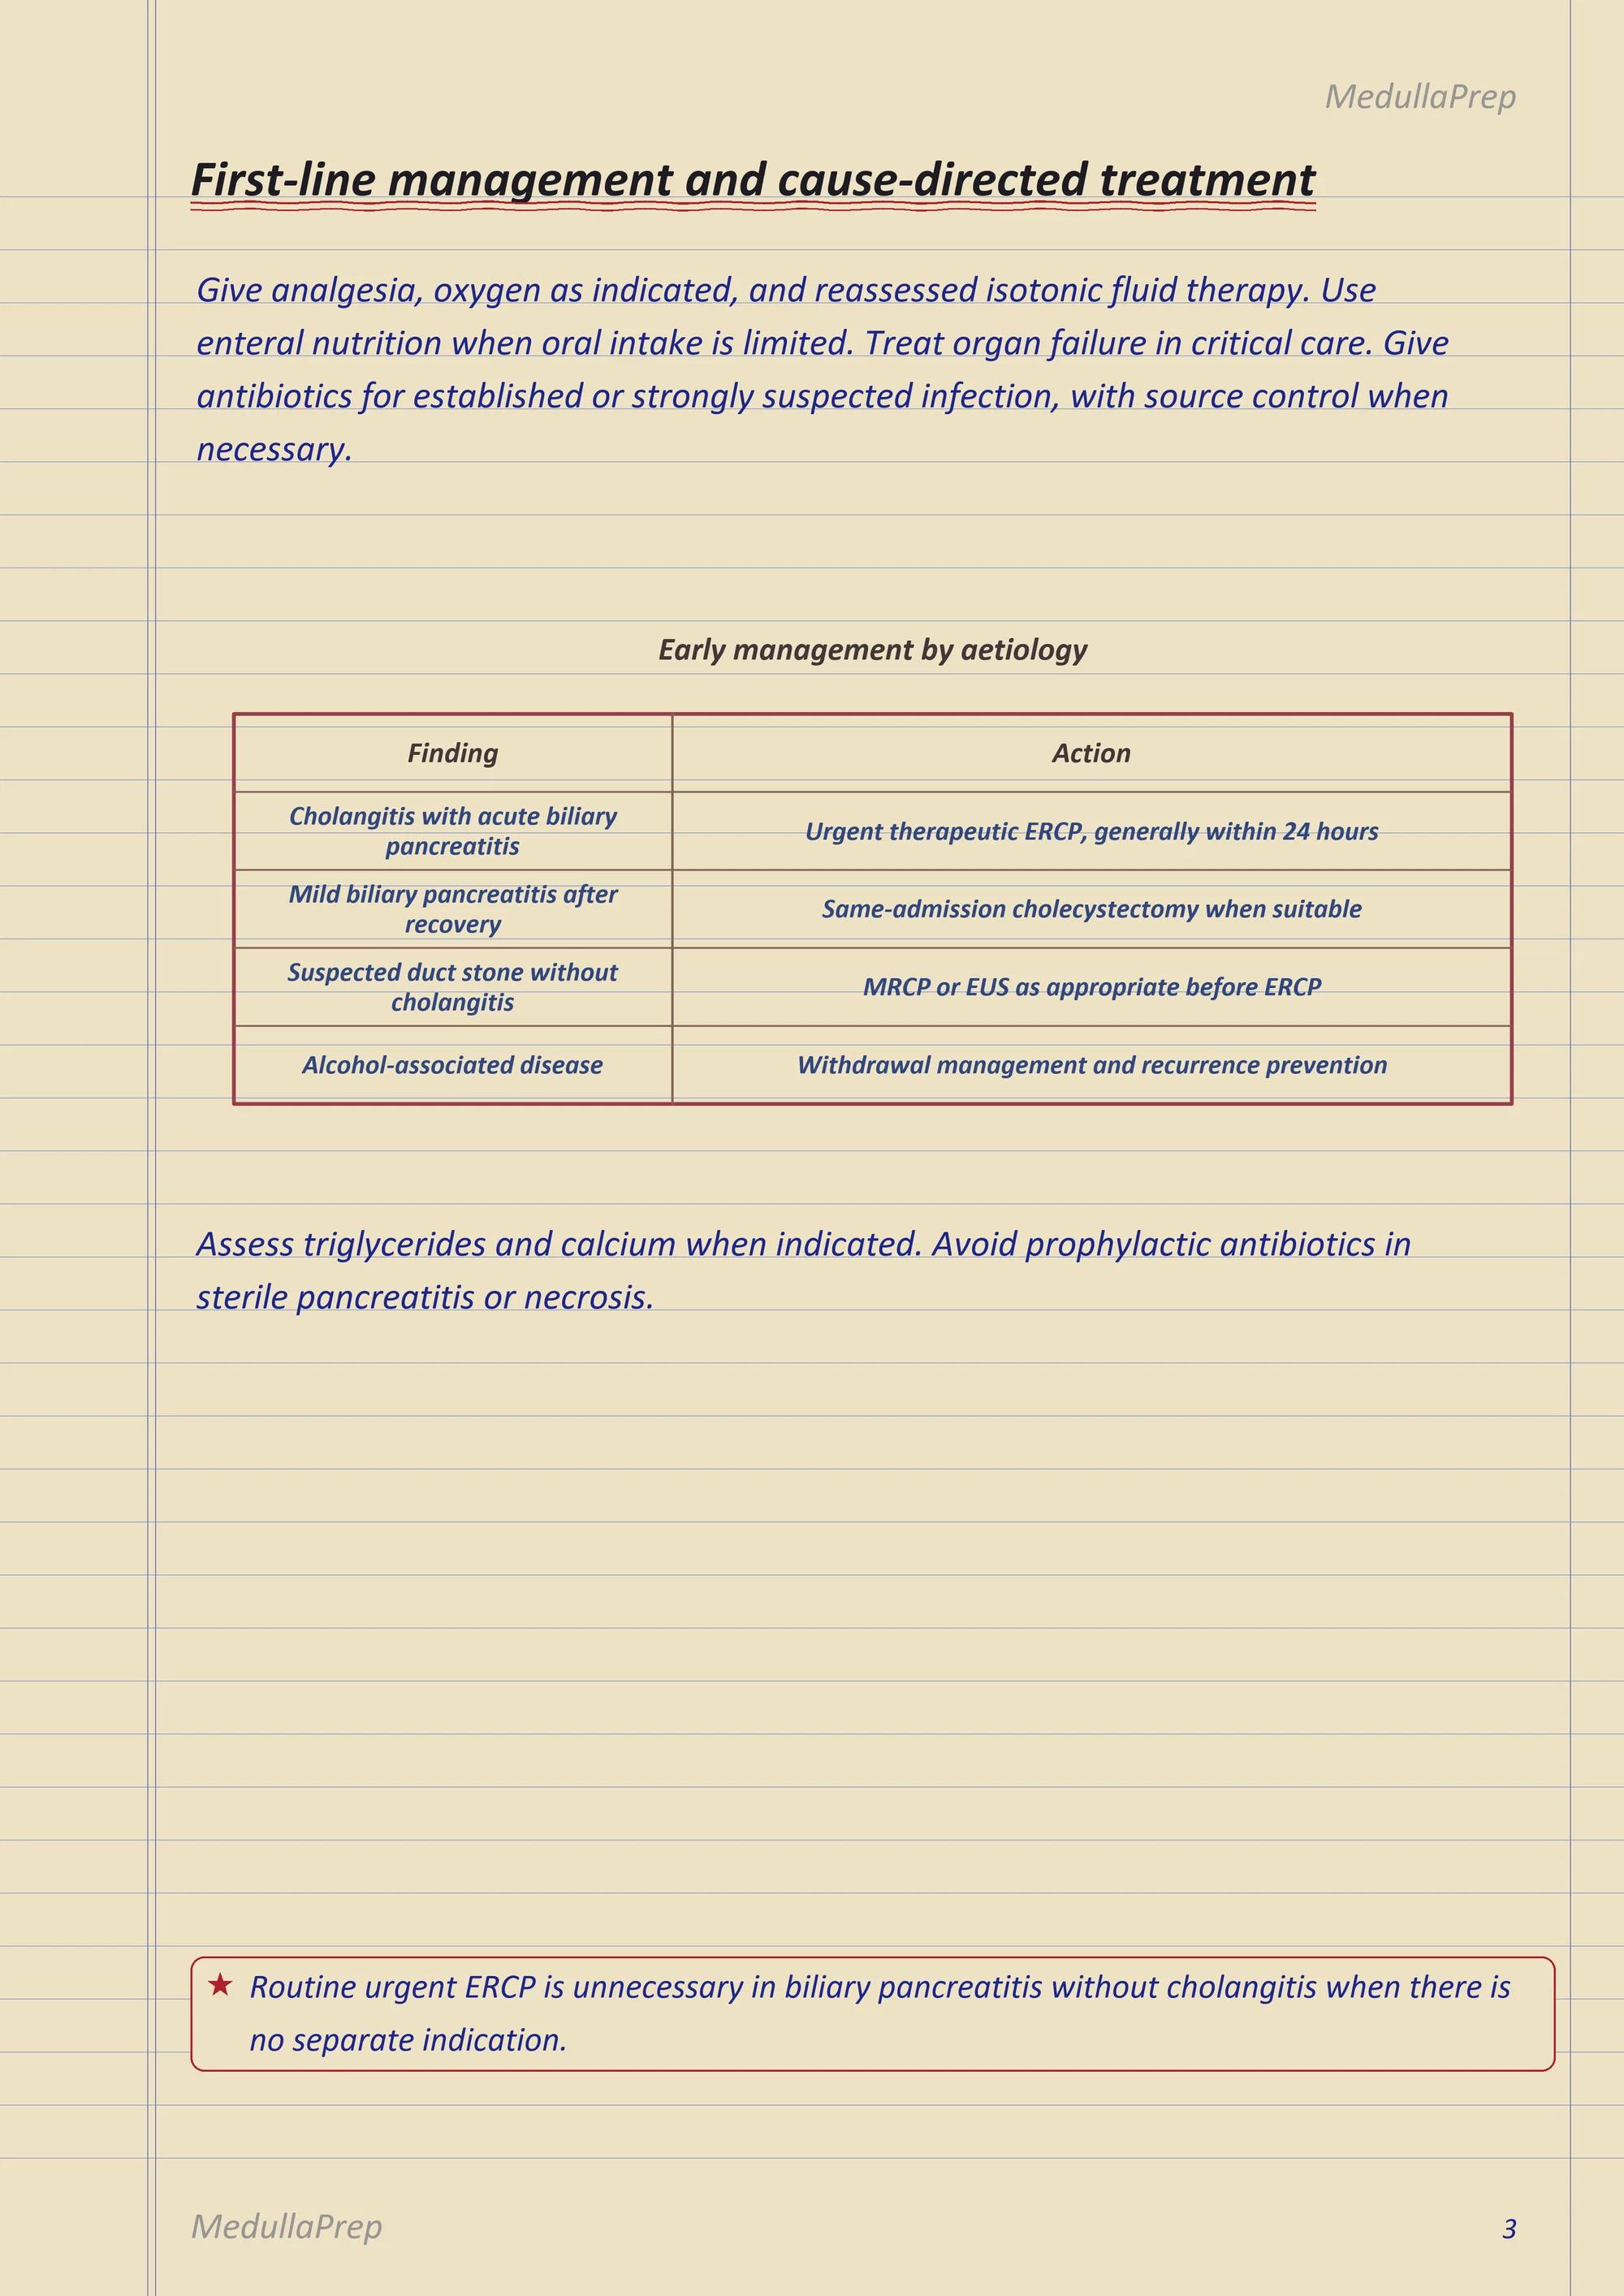 MedullaPrep
First-line management and cause-directed treatment
Give analgesia, oxygen as indicated, and reassessed isotonic fluid therapy. Use
enteral nutrition when oral intake is limited. Treat organ failure in critical care. Give
antibiotics for established or strongly suspected infection, with source control when
necessary.
Early management by aetiology
Finding Action
Cholangitis with acute biliary
pancreatitis
Urgent therapeutic ERCP, generally within 24 hours
Mild biliary pancreatitis after
recovery
Same-admission cholecystectomy when suitable
Suspected duct stone without
cholangitis
MRCP or EUS as appropriate before ERCP
Alcohol-associated disease Withdrawal management and recurrence prevention
Assess triglycerides and calcium when indicated. Avoid prophylactic antibiotics in
sterile pancreatitis or necrosis.
★ Routine urgent ERCP is unnecessary in biliary pancreatitis without cholangitis when there is
no separate indication.
MedullaPrep 3